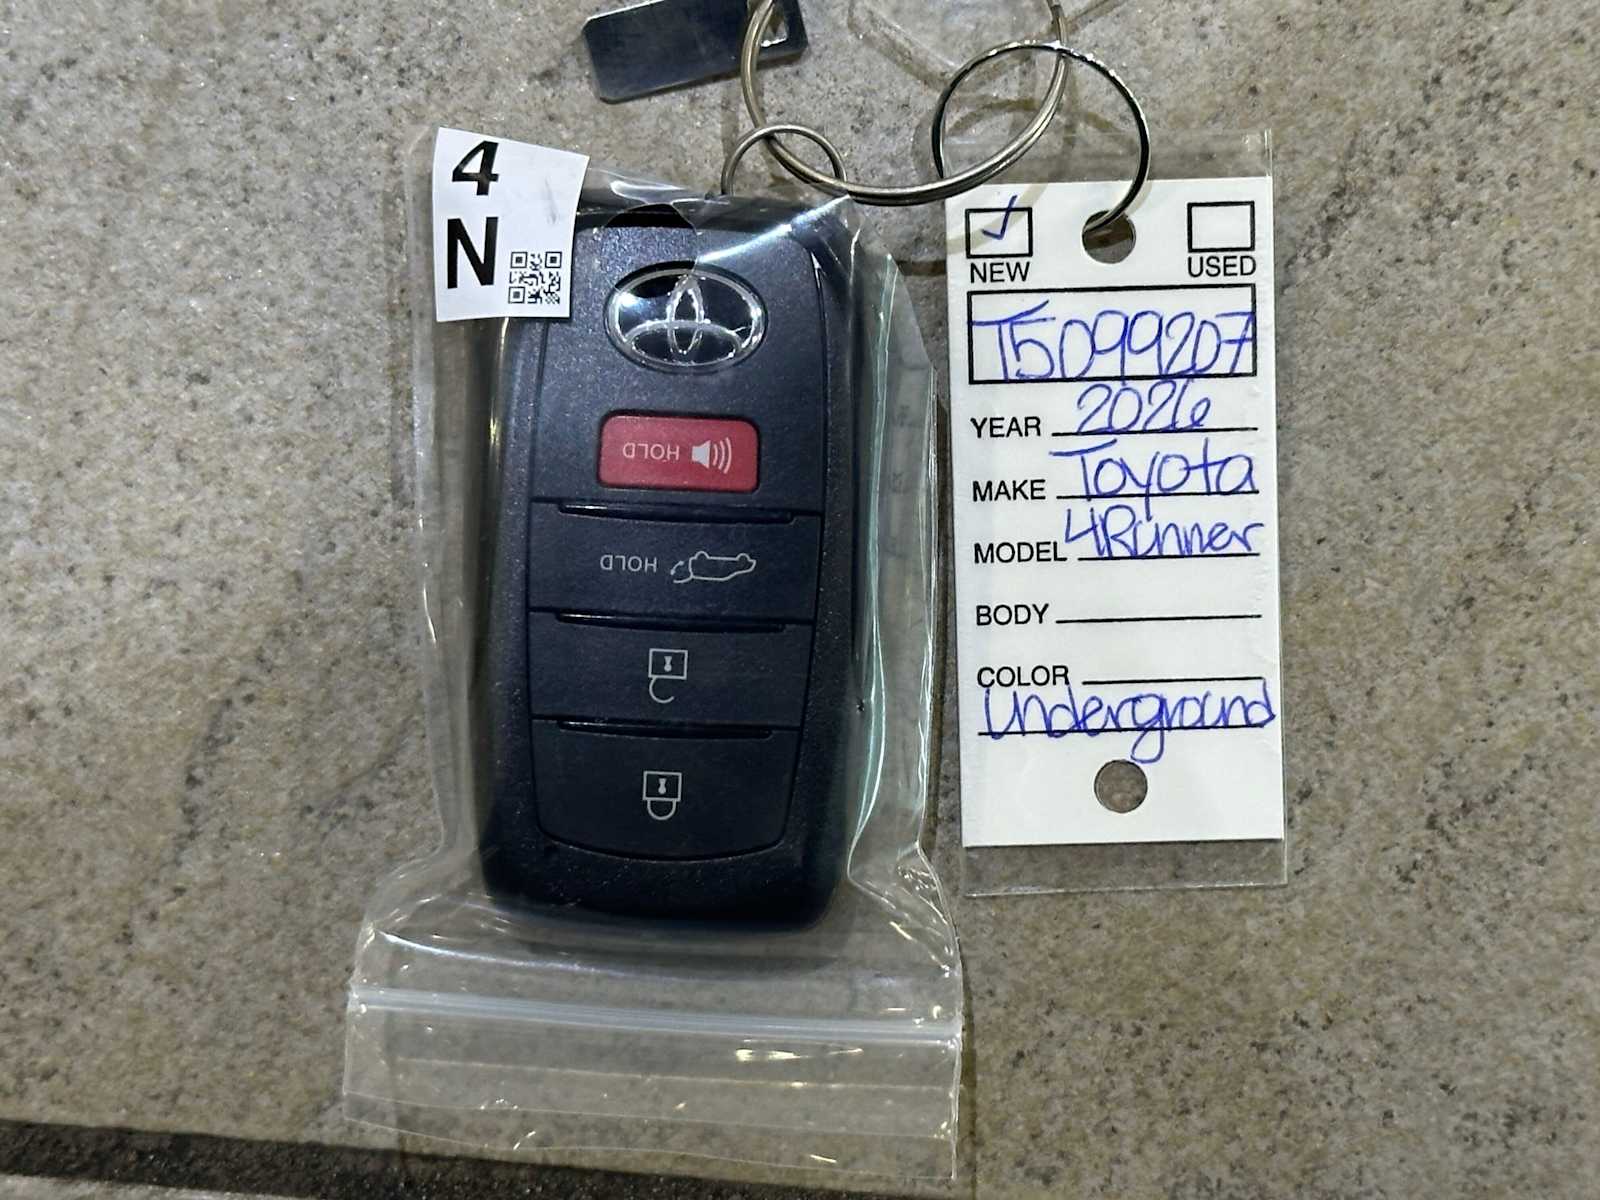 4
N
HOLD
HOLD
NEW
USED
T5099207
YEAR 2026
MAKE Toyota
MODEL 4Runner
BODY
COLOR
Underground